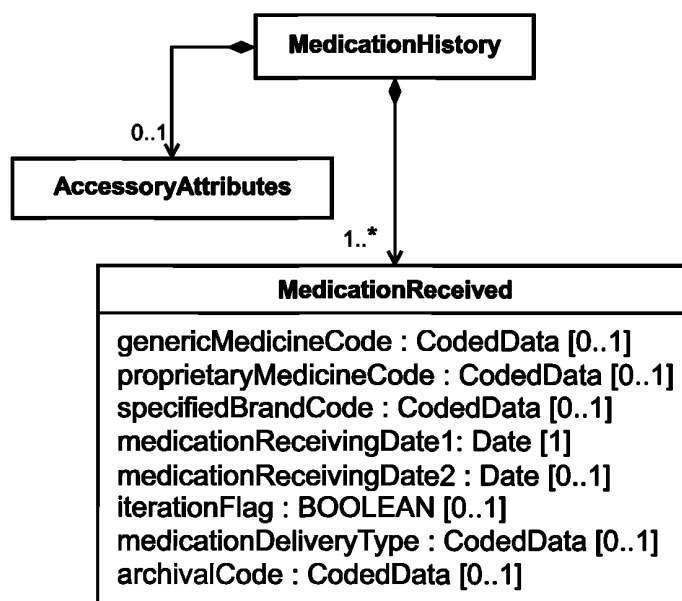 MedicationHistory
0..1
AccessoryAttributes
1..*
MedicationReceived
genericMedicineCode : CodedData [0..1]
proprietaryMedicineCode : CodedData [0..1]
specifiedBrandCode : CodedData [0..1]
medicationReceivingDate1: Date [1]
medicationReceivingDate2 : Date [0..1]
iterationFlag : BOOLEAN [0..1]
medicationDeliveryType : CodedData [0..1]
archivalCode : CodedData [0..1]